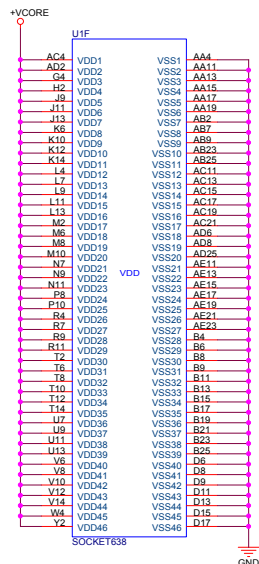 +VCORE
U1F
AC4 VDD1 VSS1 AA4
AD2 VDD2 VSS2 AA11
G4 VDD3 VSS3 AA13
H2 VDD4 VSS4 AA15
J9 VDD5 VSS5 AA17
J11 VDD6 VSS6 AA19
J13 VDD7 VSS7 AB2
K6 VDD8 VSS8 AB7
K10 VDD9 VSS9 AB9
K12 VDD10 VSS10 AB23
K14 VDD11 VSS11 AB25
L4 VDD12 VSS12 AC11
L7 VDD13 VSS13 AC13
L9 VDD14 VSS14 AC15
L11 VDD15 VSS15 AC17
L13 VDD16 VSS16 AC19
M2 VDD17 VSS17 AC21
M6 VDD18 VSS18 AD6
M8 VDD19 VSS19 AD8
M10 VDD20 VSS20 AD25
N7 VDD21 VDD VSS21 AE11
N9 VDD22 VSS22 AE13
N11 VDD23 VSS23 AE15
P8 VDD24 VSS24 AE17
P10 VDD25 VSS25 AE19
R4 VDD26 VSS26 AE21
R7 VDD27 VSS27 AE23
R9 VDD28 VSS28 B4
R11 VDD29 VSS29 B6
T2 VDD30 VSS30 B8
T6 VDD31 VSS31 B9
T8 VDD32 VSS32 B11
T10 VDD33 VSS33 B13
T12 VDD34 VSS34 B15
T14 VDD35 VSS35 B17
U7 VDD36 VSS36 B19
U9 VDD37 VSS37 B21
U11 VDD38 VSS38 B23
U13 VDD39 VSS39 B25
V6 VDD40 VSS40 D6
V8 VDD41 VSS41 D8
V10 VDD42 VSS42 D9
V12 VDD43 VSS43 D11
V14 VDD44 VSS44 D13
W4 VDD45 VSS45 D15
Y2 VDD46 VSS46 D17
SOCKET638
GND